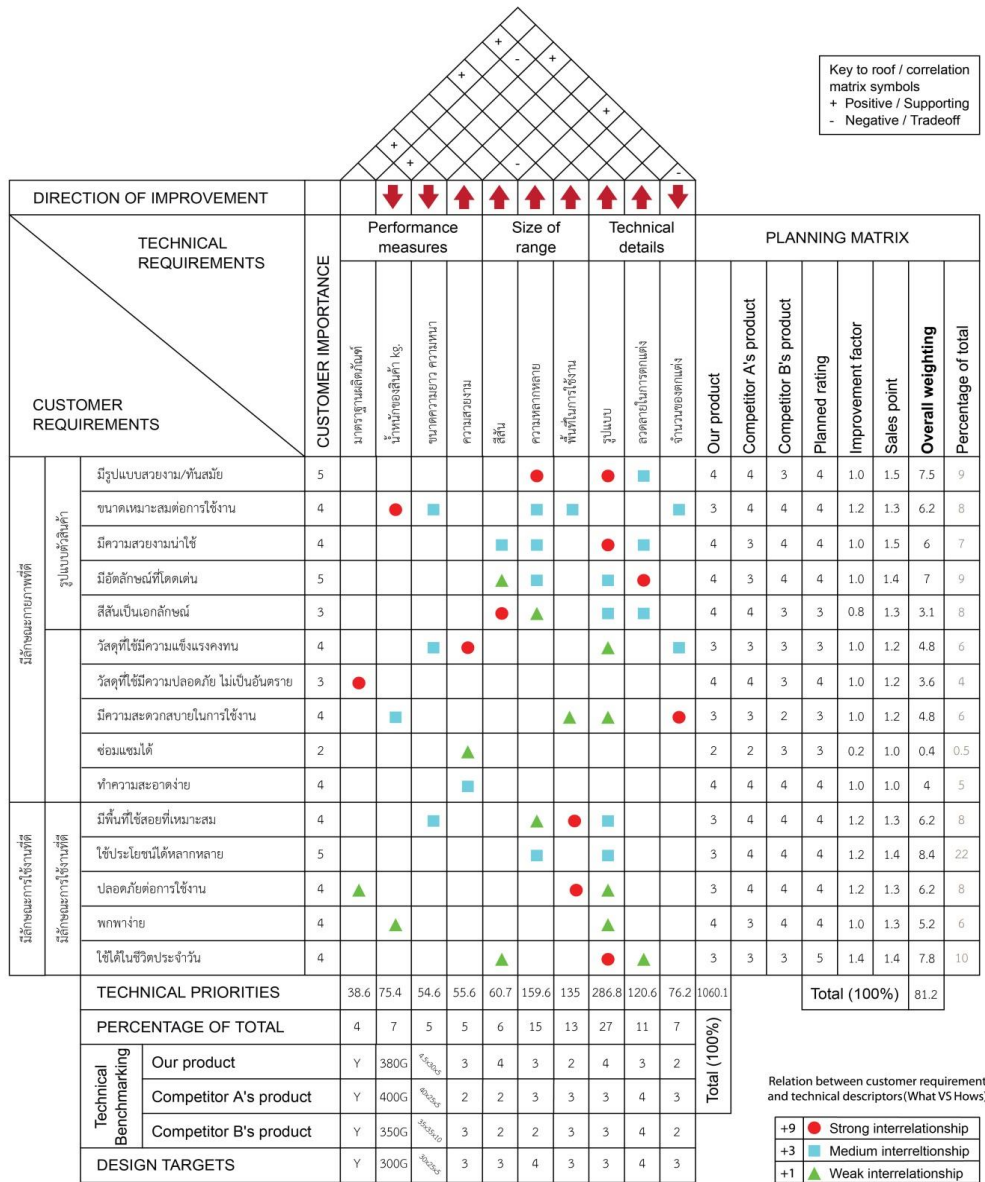 Key to roof / correlation
matrix symbols
+ Positive / Supporting
- Negative / Tradeoff
+
- +
+
+
+
+ -
-
DIRECTION OF IMPROVEMENT
TECHNICAL
REQUIREMENTS
CUSTOMER
REQUIREMENTS
CUSTOMER IMPORTANCE
Performance
measures
Size of
range
Technical
details
PLANNING MATRIX
มาตราฐานผลิตภัณฑ์
น้ำหนักของสินค้า kg.
ขนาดความยาว ความหนา
ความสวยงาม
สีสัน
ความหลากหลาย
พื้นที่ในการใช้งาน
รูปแบบ
ลวดลายในการตกแต่ง
จำนวนของตกแต่ง
Our product
Competitor A's product
Competitor B's product
Planned rating
Improvement factor
Sales point
Overall weighting
Percentage of total
มีลักษณะกายภาพที่ดี
รูปแบบตัวสินค้า
มีรูปแบบสวยงาม/ทันสมัย 5 4 4 3 4 1.0 1.5 7.5 9
ขนาดเหมาะสมต่อการใช้งาน 4 3 4 4 4 1.2 1.3 6.2 8
มีความสวยงามน่าใช้ 4 4 3 4 4 1.0 1.5 6 7
มีอัตลักษณ์ที่โดดเด่น 5 4 3 4 4 1.0 1.4 7 9
สีสันเป็นเอกลักษณ์ 3 4 4 3 3 0.8 1.3 3.1 8
วัสดุที่ใช้มีความแข็งแรงคงทน 4 3 3 3 3 1.0 1.2 4.8 6
วัสดุที่ใช้มีความปลอดภัย ไม่เป็นอันตราย 3 4 4 3 4 1.0 1.2 3.6 4
มีความสะดวกสบายในการใช้งาน 4 3 3 2 3 1.0 1.2 4.8 6
ซ่อมแซมได้ 2 2 2 3 3 0.2 1.0 0.4 0.5
ทำความสะอาดง่าย 4 4 4 4 4 1.0 1.0 4 5
มีลักษณะการใช้งานที่ดี
มีลักษณะการใช้งานที่ดี
มีพื้นที่ใช้สอยที่เหมาะสม 4 3 4 4 4 1.2 1.3 6.2 8
ใช้ประโยชน์ได้หลากหลาย 5 3 4 4 4 1.2 1.4 8.4 22
ปลอดภัยต่อการใช้งาน 4 3 4 4 4 1.2 1.3 6.2 8
พกพาง่าย 4 4 3 4 4 1.0 1.3 5.2 6
ใช้ได้ในชีวิตประจำวัน 4 3 3 3 5 1.4 1.4 7.8 10
TECHNICAL PRIORITIES 38.6 75.4 54.6 55.6 60.7 159.6 135 286.8 120.6 76.2 1060.1 Total (100%) 81.2
PERCENTAGE OF TOTAL 4 7 5 5 6 15 13 27 11 7
Total (100%)
Technical
Benchmarking
Our product Y 380G 4.5x30x5 3 4 3 2 4 3 2
Competitor A's product Y 400G 40x25x5 2 2 3 3 3 4 3
Competitor B's product Y 350G 35x35x10 3 2 2 3 3 4 2
DESIGN TARGETS Y 300G 30x25x5 3 3 4 3 3 4 3
Relation between customer requirement
and technical descriptors(What VS Hows)
+9 Strong interrelationship
+3 Medium interreltionship
+1 Weak interrelationship